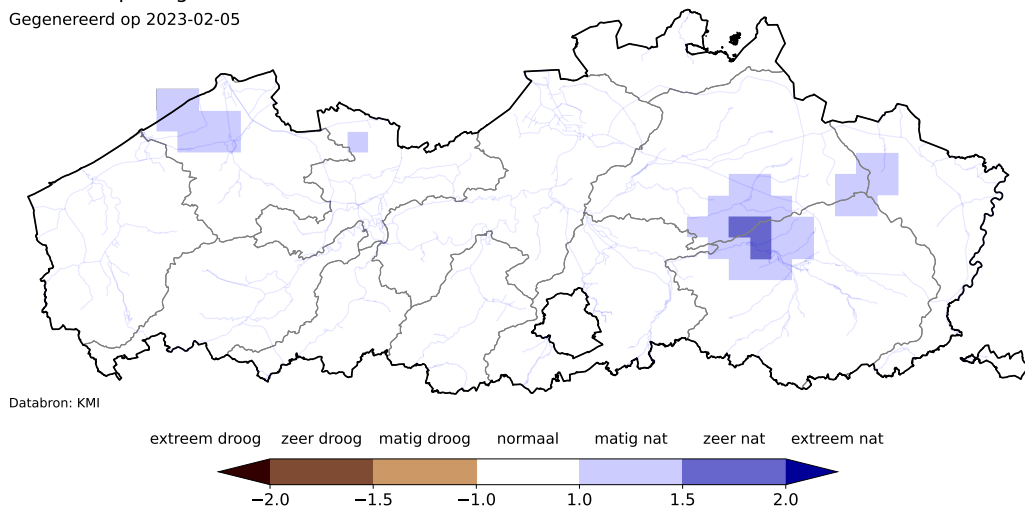 Gegenereerd op 2023-02-05
Databron: KMI
extreem droog zeer droog matig droog normaal matig nat zeer nat extreem nat
−2.0 −1.5 −1.0 1.0 1.5 2.0